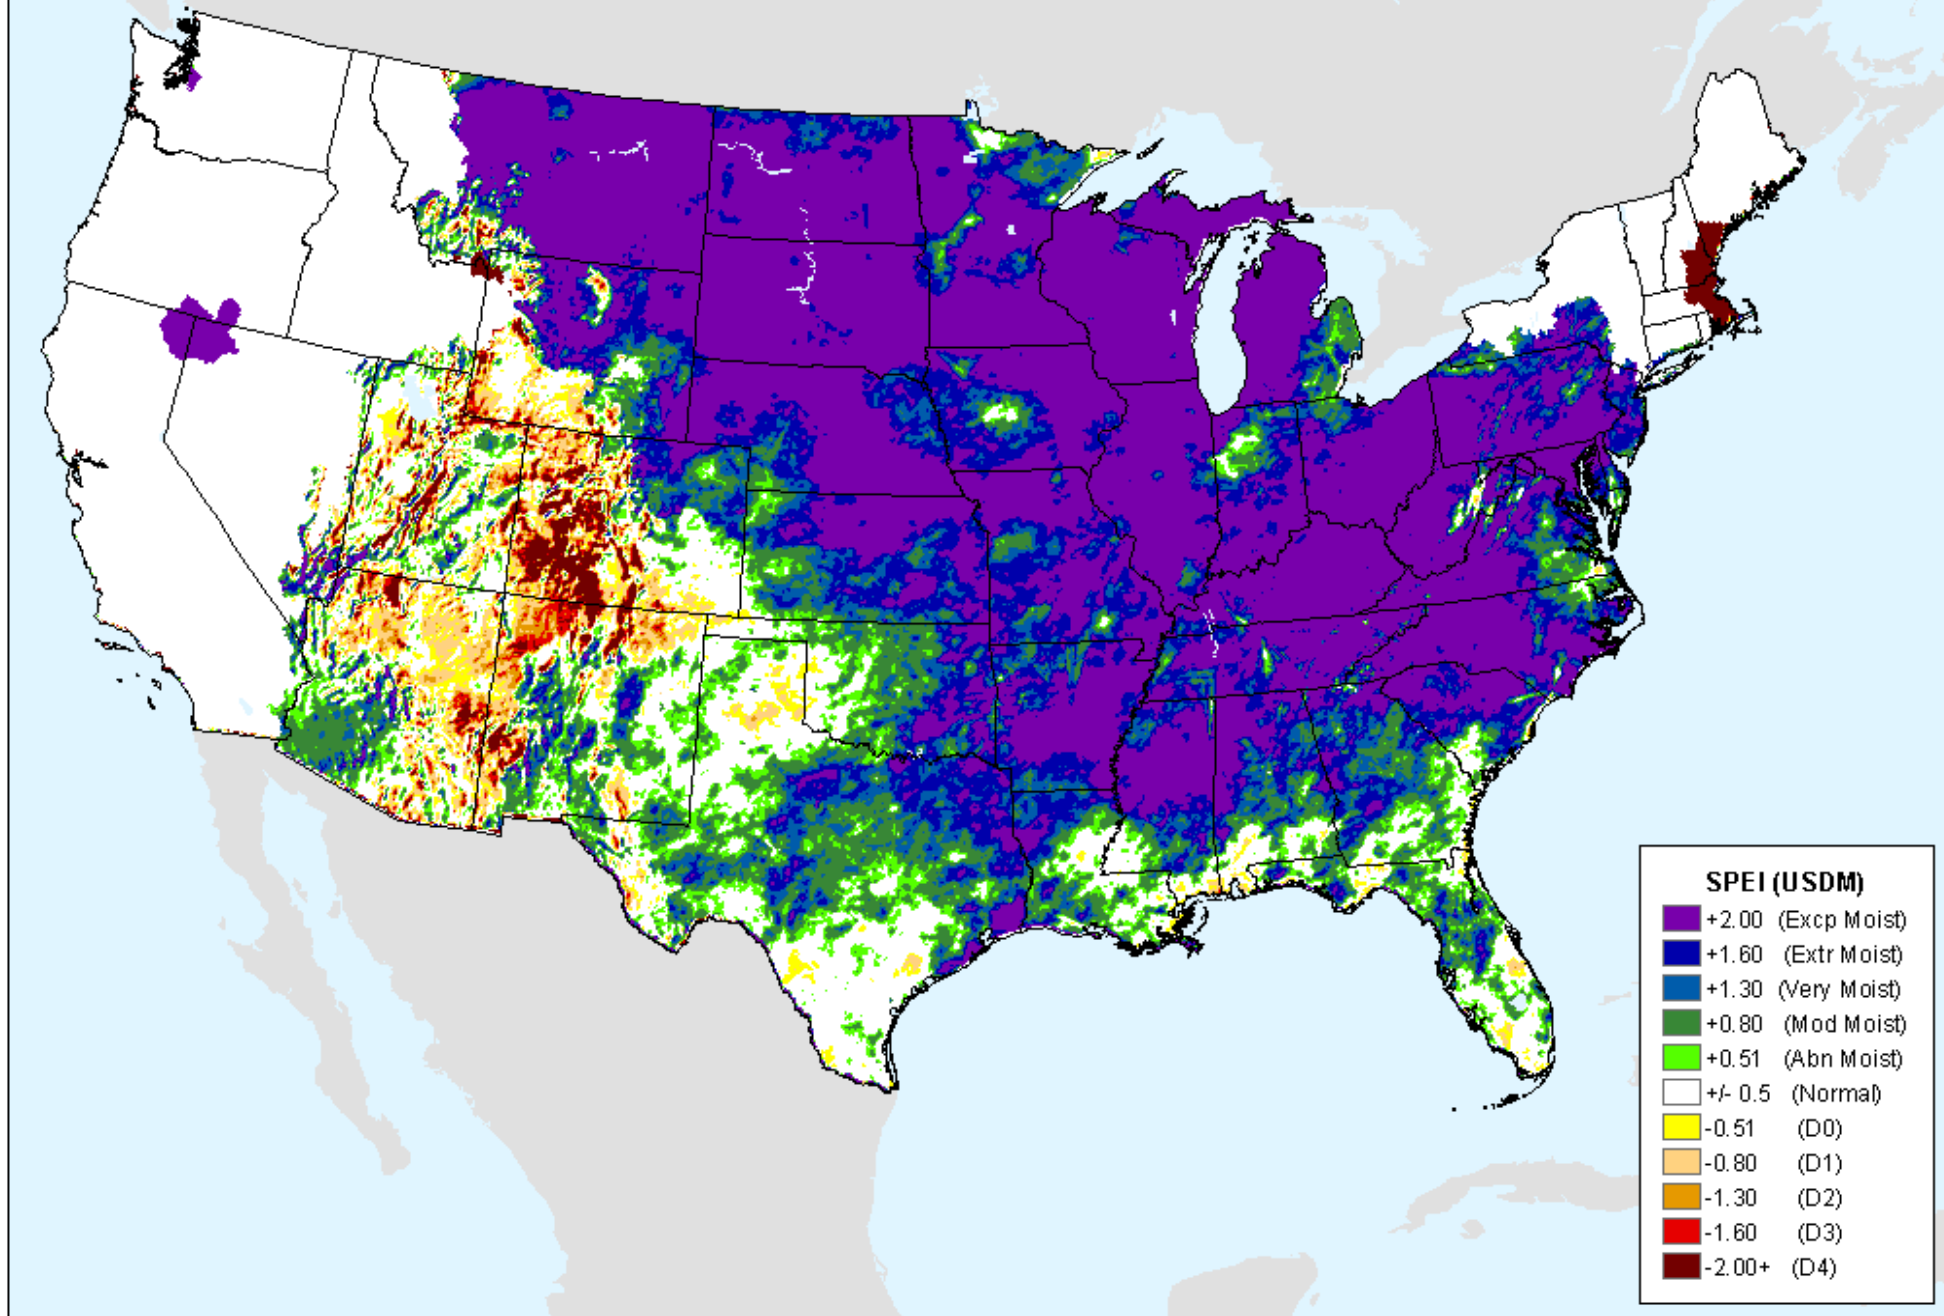 SPEI (USDM)
+2.00 (Excp Moist)
+1.60 (Extr Moist)
+1.30 (Very Moist)
+0.80 (Mod Moist)
+0.51 (Abn Moist)
+/- 0.5 (Normal)
-0.51 (D0)
-0.80 (D1)
-1.30 (D2)
-1.60 (D3)
-2.00+ (D4)